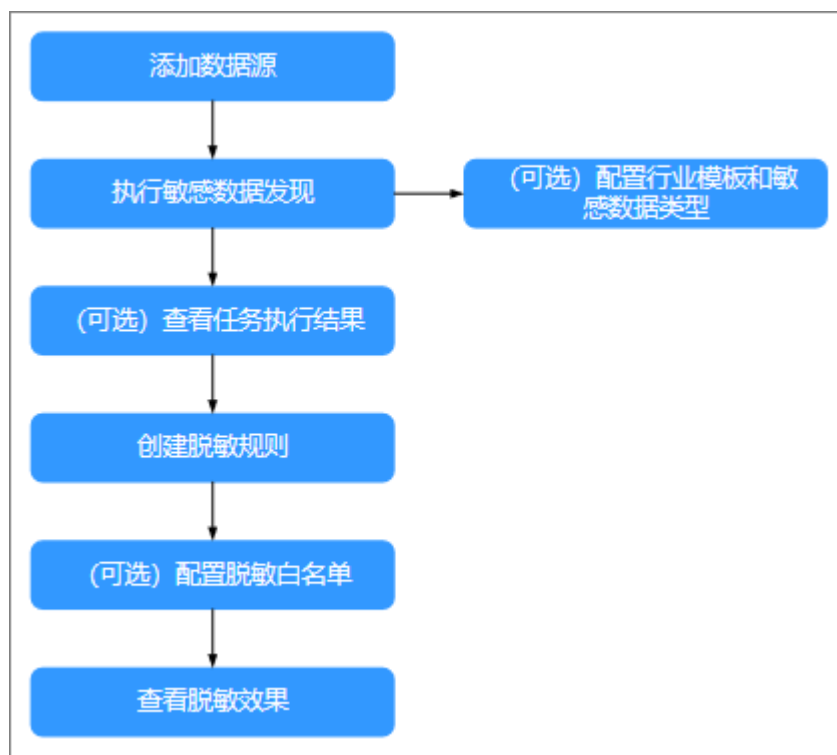 添加数据源
执行敏感数据发现
（可选）配置行业模板和敏
感数据类型
（可选）查看任务执行结果
创建脱敏规则
（可选）配置脱敏白名单
查看脱敏效果